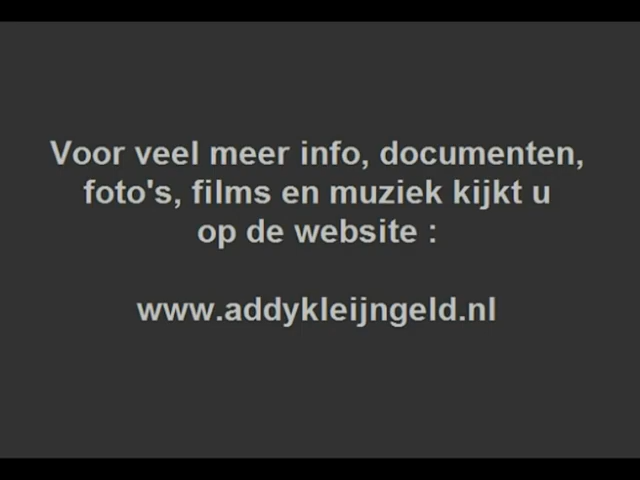 Voor veel meer info, documenten,
foto's, films en muziek kijkt u
op de website :
www.addykleijngeld.nl